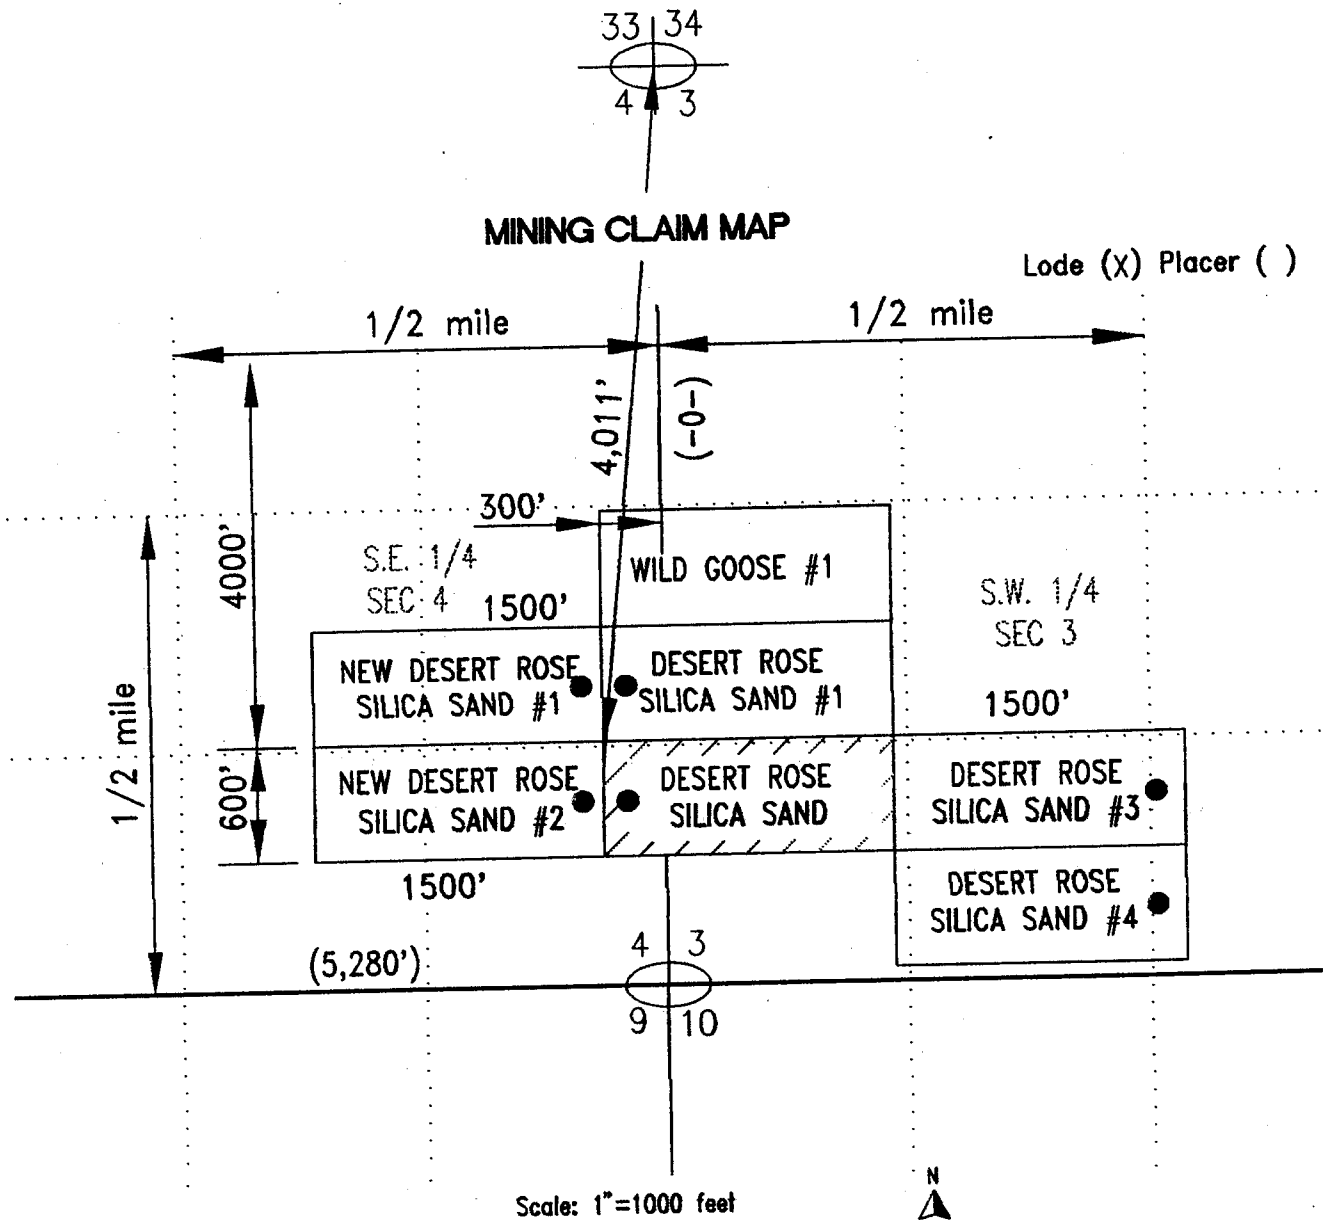 33 34
4 3
MINING CLAIM MAP
Lode (X) Placer ( )
1/2 mile
1/2 mile
4,011'
(-0-)
300'
4000'
S.E. 1/4
SEC 4
1500'
WILD GOOSE #1
S.W. 1/4
SEC 3
NEW DESERT ROSE
SILICA SAND #1
DESERT ROSE
SILICA SAND #1
1500'
1/2 mile
600'
NEW DESERT ROSE
SILICA SAND #2
DESERT ROSE
SILICA SAND
DESERT ROSE
SILICA SAND #3
1500'
DESERT ROSE
SILICA SAND #4
(5,280')
4 3
9 10
Scale: 1"=1000 feet
N